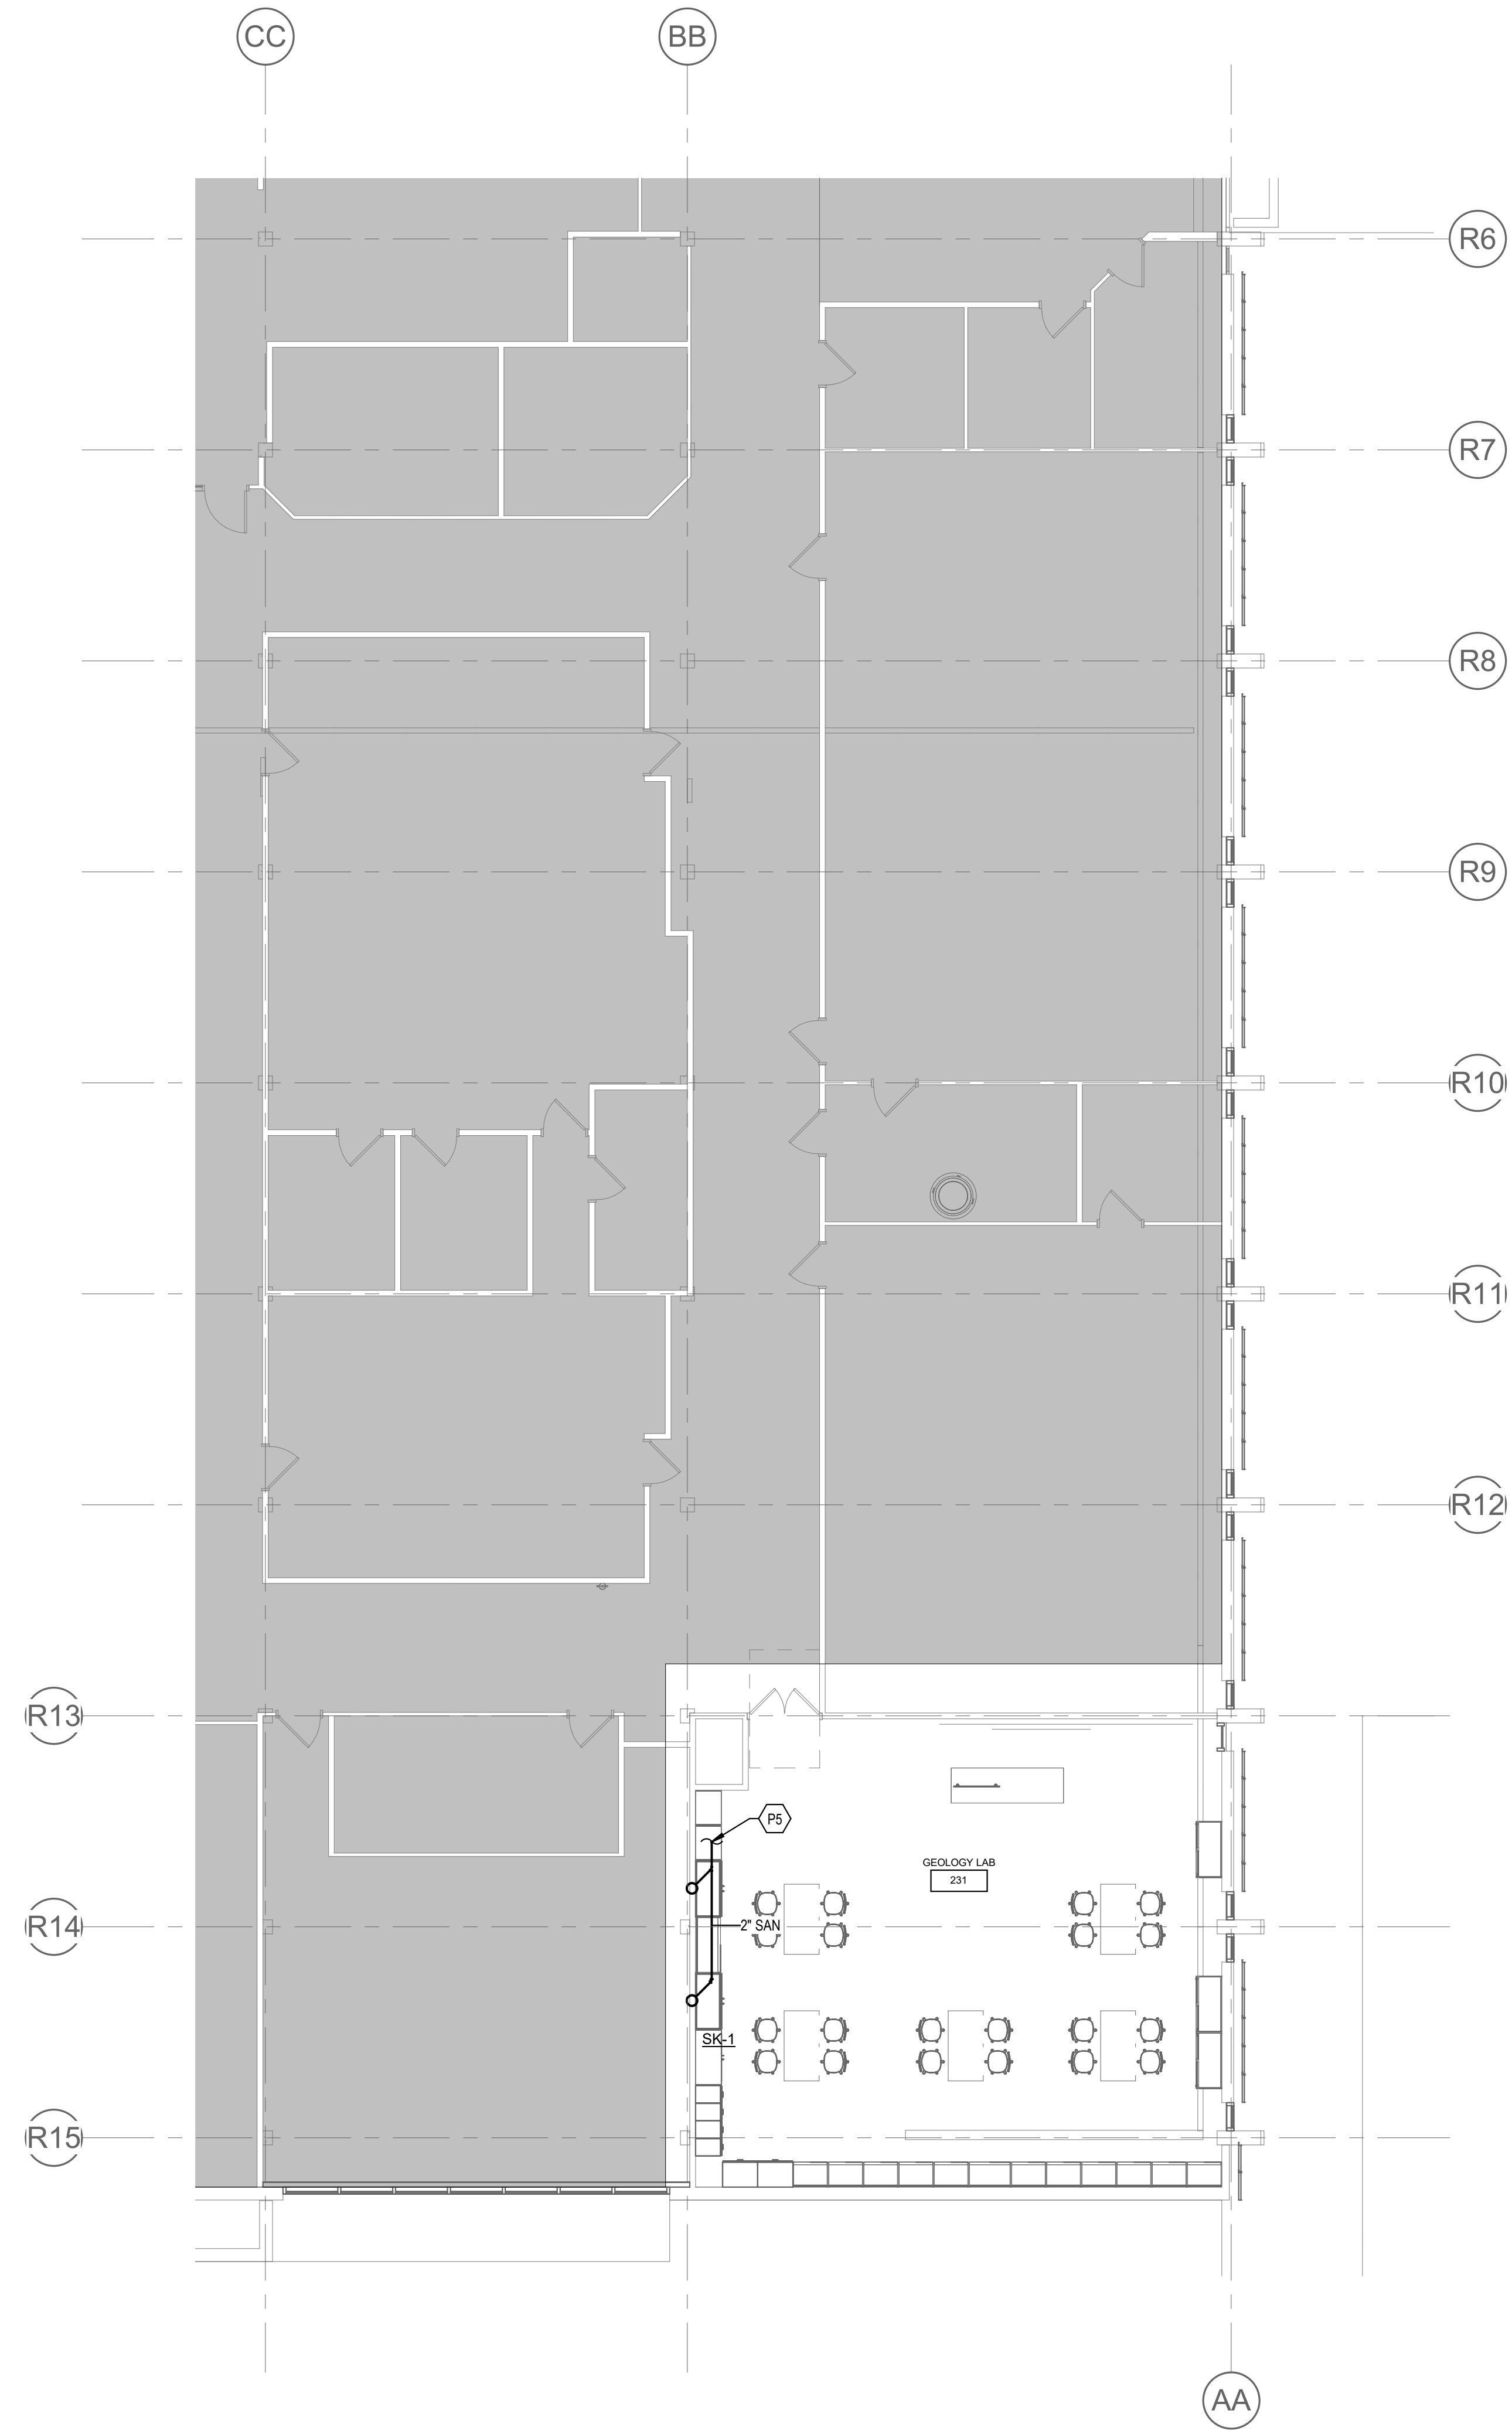 CC
BB
R6
R7
R8
R9
R10
R11
R12
R13
P5
GEOLOGY LAB
231
R14
2" SAN
SK-1
R15
AA